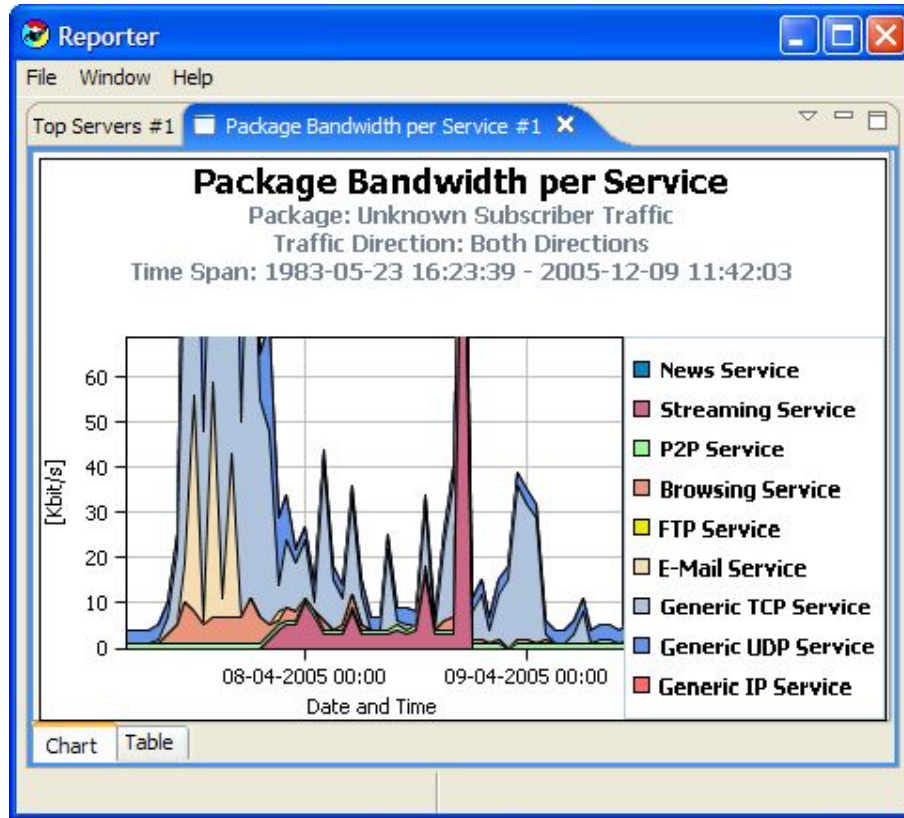 Reporter
File Window Help
Top Servers #1 Package Bandwidth per Service #1
Package Bandwidth per Service
Package: Unknown Subscriber Traffic
Traffic Direction: Both Directions
Time Span: 1983-05-23 16:23:39 - 2005-12-09 11:42:03
60
50
40
30
20
10
0
[Kbit/s]
08-04-2005 00:00 09-04-2005 00:00
Date and Time
News Service
Streaming Service
P2P Service
Browsing Service
FTP Service
E-Mail Service
Generic TCP Service
Generic UDP Service
Generic IP Service
Chart Table